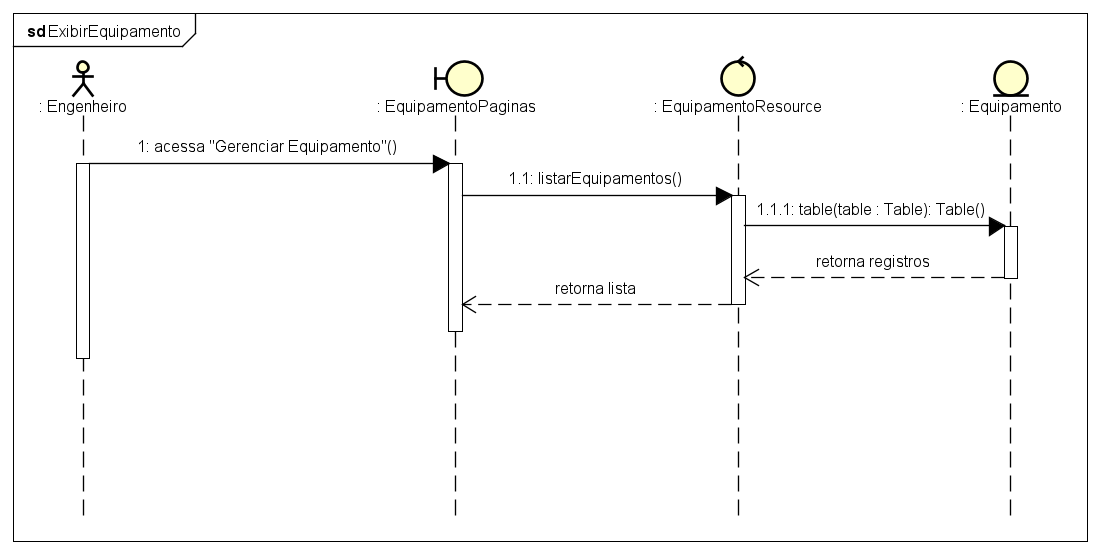 sd ExibirEquipamento
: Engenheiro
: EquipamentoPaginas
: EquipamentoResource
: Equipamento
1: acessa "Gerenciar Equipamento"()
1.1: listarEquipamentos()
1.1.1: table(table : Table): Table()
retorna registros
retorna lista